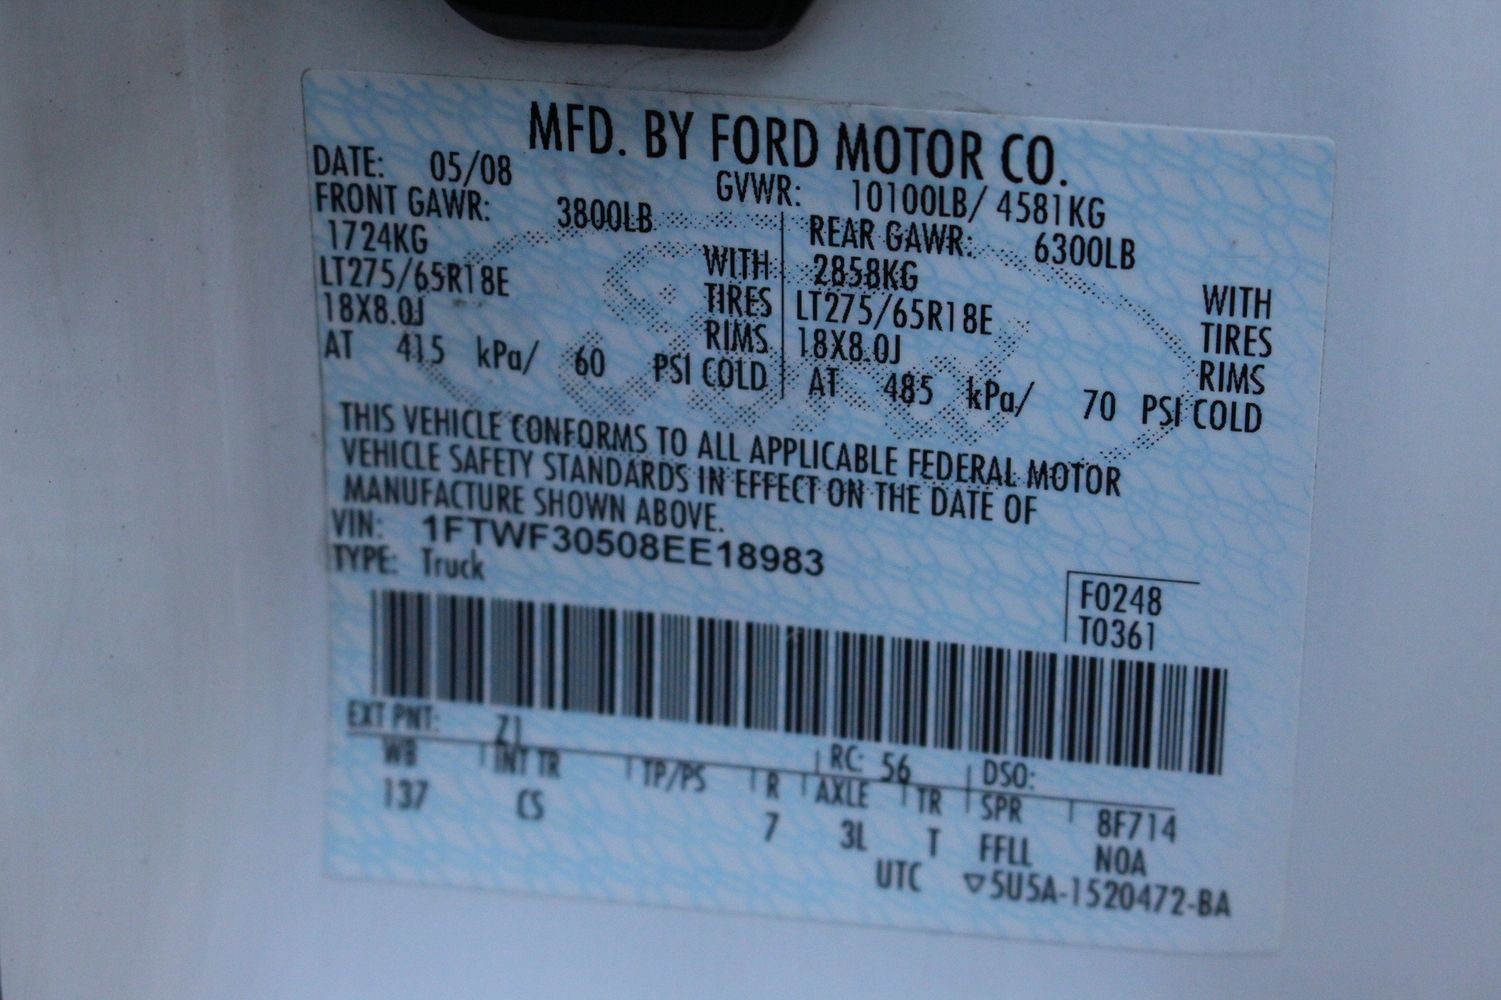 MFD. BY FORD MOTOR CO.
DATE: 05/08 GVWR: 10100LB/ 4581KG
FRONT GAWR: 3800LB REAR GAWR: 6300LB
1724KG WITH 2858KG WITH
LT275/65R18E TIRES LT275/65R18E TIRES
18X8.0J RIMS 18X8.0J RIMS
AT 415 kPa/ 60 PSI COLD AT 485 kPa/ 70 PSI COLD
THIS VEHICLE CONFORMS TO ALL APPLICABLE FEDERAL MOTOR
VEHICLE SAFETY STANDARDS IN EFFECT ON THE DATE OF
MANUFACTURE SHOWN ABOVE.
VIN: 1FTWF30508EE18983
TYPE: Truck
F0248
T0361
EXT PNT: Z1 RC: 56 DSO:
WB INT TR TP/PS R AXLE TR SPR 8F714
137 CS 7 3L T FFLL NOA
UTC ▽5U5A-1520472-BA